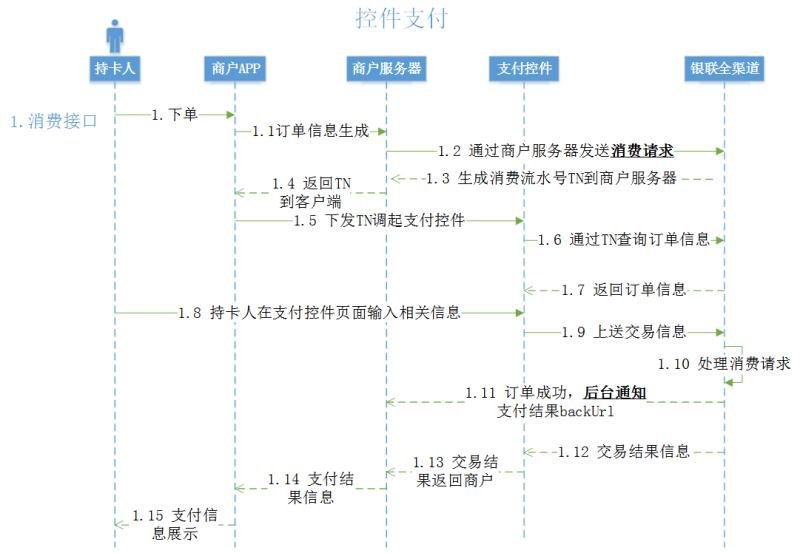 控件支付
持卡人
商户APP
商户服务器
支付控件
银联全渠道
1.消费接口
1.下单
1.1订单信息生成
1.2 通过商户服务器发送消费请求
1.3 生成消费流水号TN到商户服务器
1.4 返回TN
到客户端
1.5 下发TN调起支付控件
1.6 通过TN查询订单信息
1.7 返回订单信息
1.8 持卡人在支付控件页面输入相关信息
1.9 上送交易信息
1.10 处理消费请求
1.11 订单成功，后台通知
支付结果backUrl
1.12 交易结果信息
1.13 交易结
果返回商户
1.14 支付结
果信息
1.15 支付信
息展示